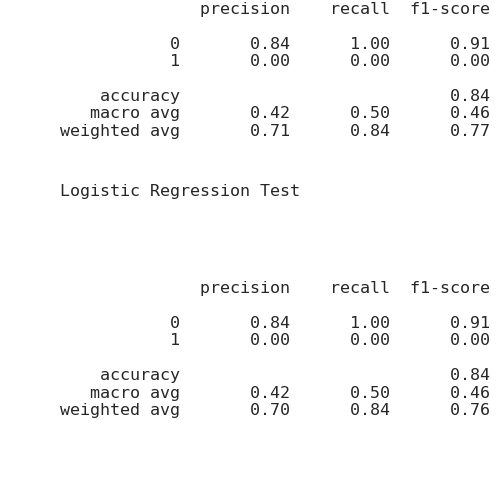 precision recall f1-score
0 0.84 1.00 0.91
1 0.00 0.00 0.00
accuracy 0.84
macro avg 0.42 0.50 0.46
weighted avg 0.71 0.84 0.77
Logistic Regression Test
precision recall f1-score
0 0.84 1.00 0.91
1 0.00 0.00 0.00
accuracy 0.84
macro avg 0.42 0.50 0.46
weighted avg 0.70 0.84 0.76